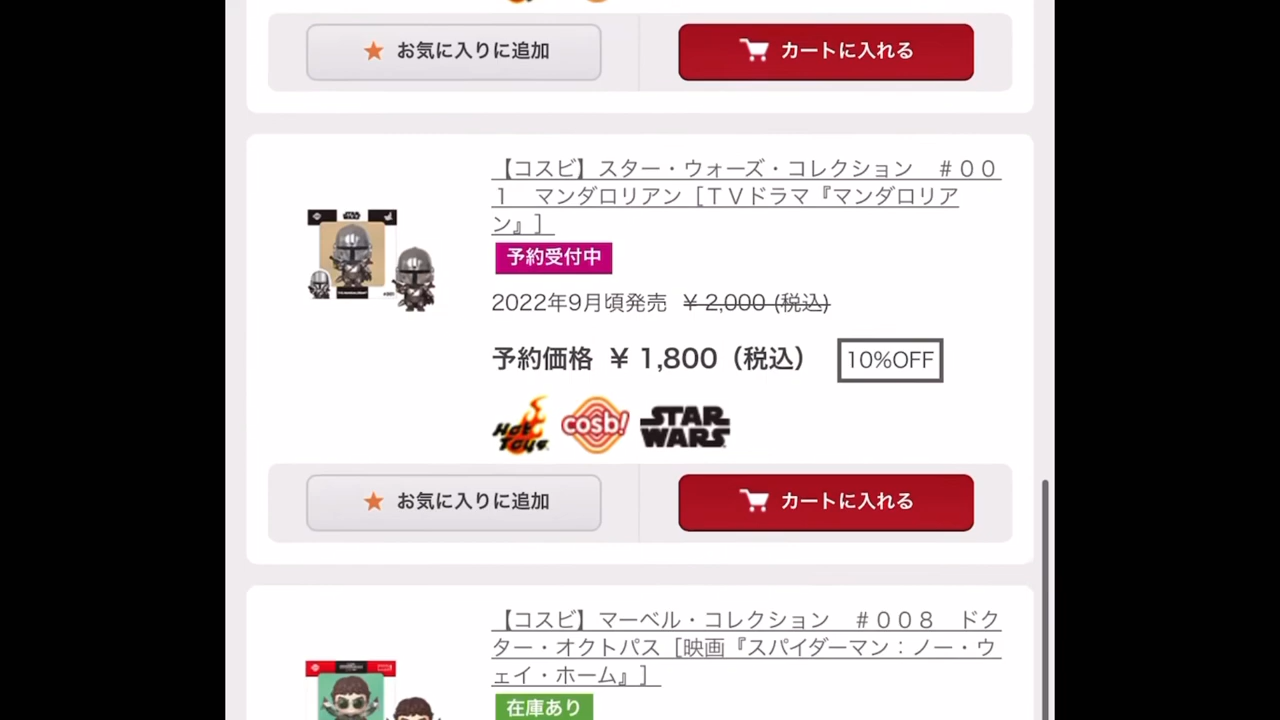 お気に入りに追加
カートに入れる
【コスビ】スター・ウォーズ・コレクション　＃００
１　マンダロリアン［ＴＶドラマ『マンダロリア
ン』］
予約受付中
2022年9月頃発売 ￥2,000 (税込)
予約価格 ￥ 1,800（税込） 10%OFF
Hot Toys cosb! STAR WARS
お気に入りに追加
カートに入れる
【コスビ】マーベル・コレクション　＃００８　ドク
ター・オクトパス［映画『スパイダーマン：ノー・ウ
ェイ・ホーム』］
在庫あり